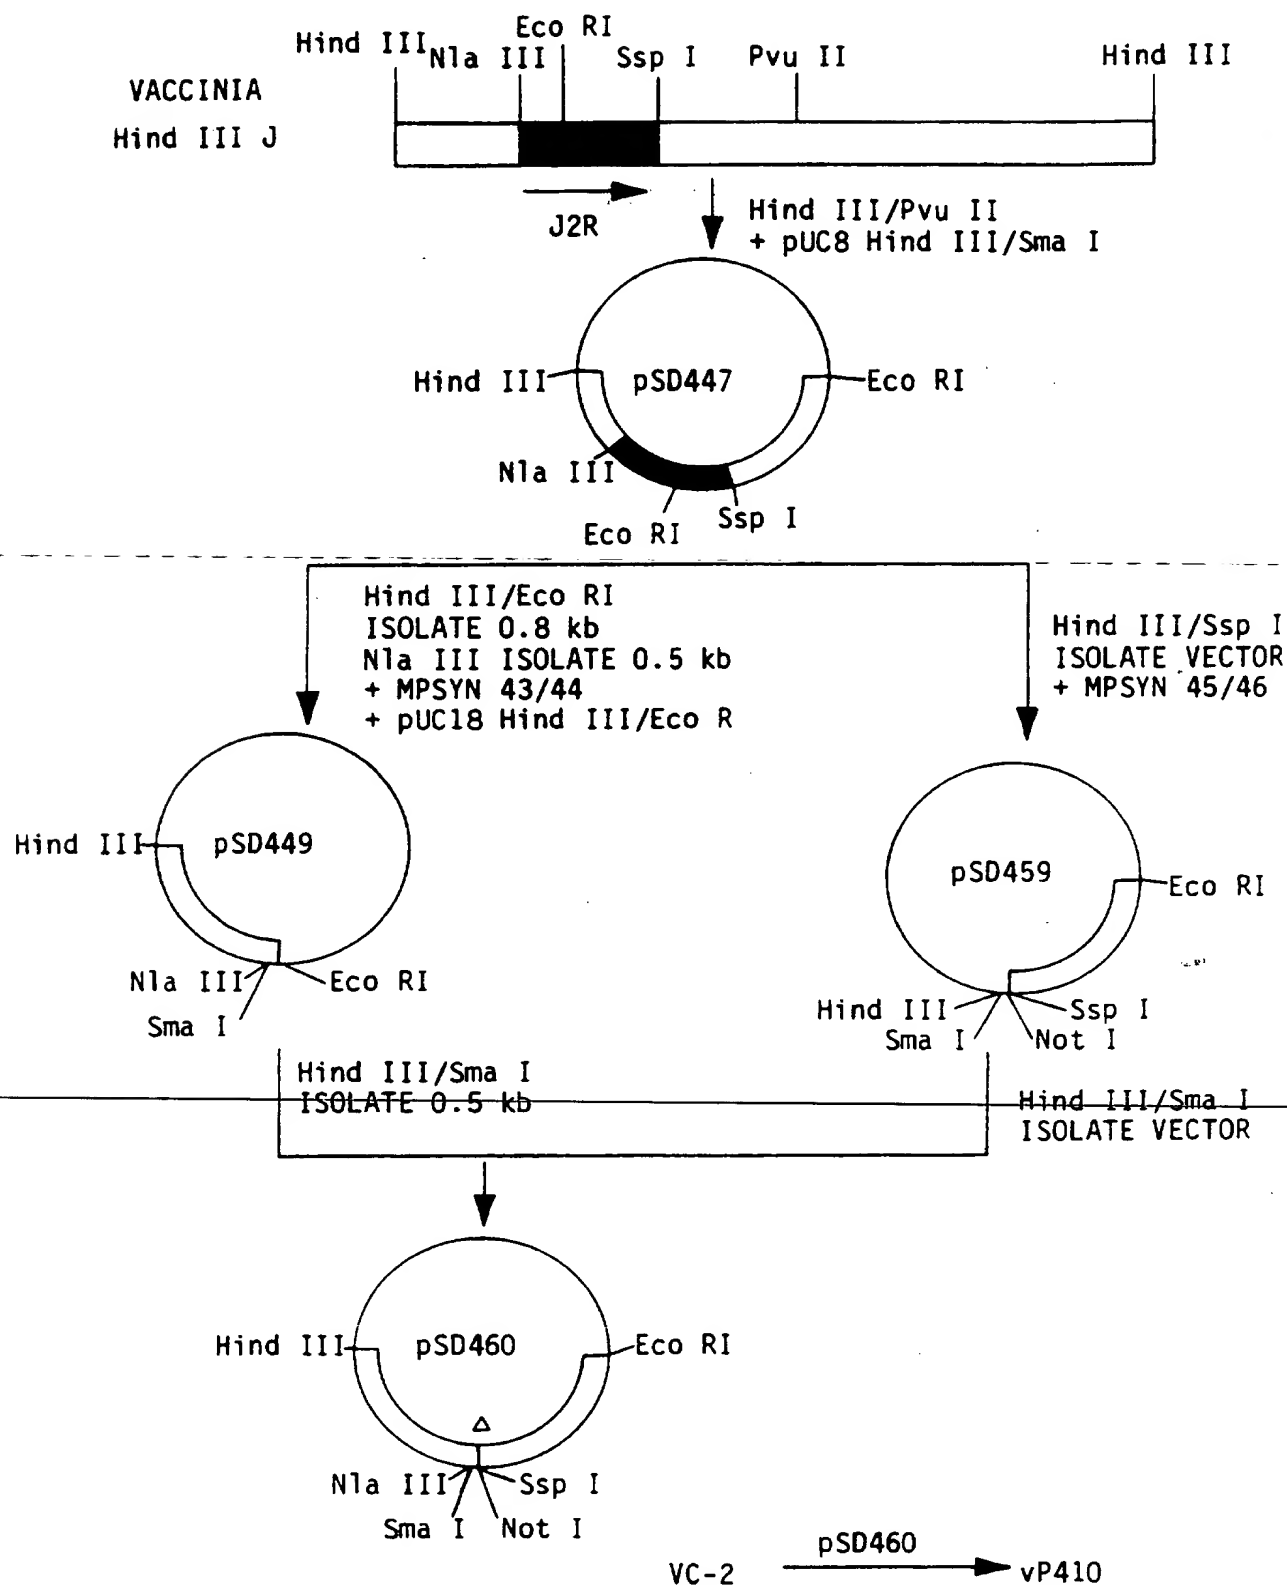 Eco RI
Hind III Nla III Ssp I Pvu II Hind III
VACCINIA
Hind III J
J2R
Hind III/Pvu II
+ pUC8 Hind III/Sma I
Hind III pSD447 Eco RI
Nla III
Eco RI Ssp I
Hind III/Eco RI
ISOLATE 0.8 kb
Nla III ISOLATE 0.5 kb
+ MPSYN 43/44
+ pUC18 Hind III/Eco R
Hind III/Ssp I
ISOLATE VECTOR
+ MPSYN 45/46
Hind III pSD449
Nla III Eco RI
Sma I
pSD459 Eco RI
Hind III Ssp I
Sma I Not I
Hind III/Sma I
ISOLATE 0.5 kb
Hind III/Sma I
ISOLATE VECTOR
Hind III pSD460 Eco RI
Δ
Nla III Ssp I
Sma I Not I
pSD460
VC-2 vP410